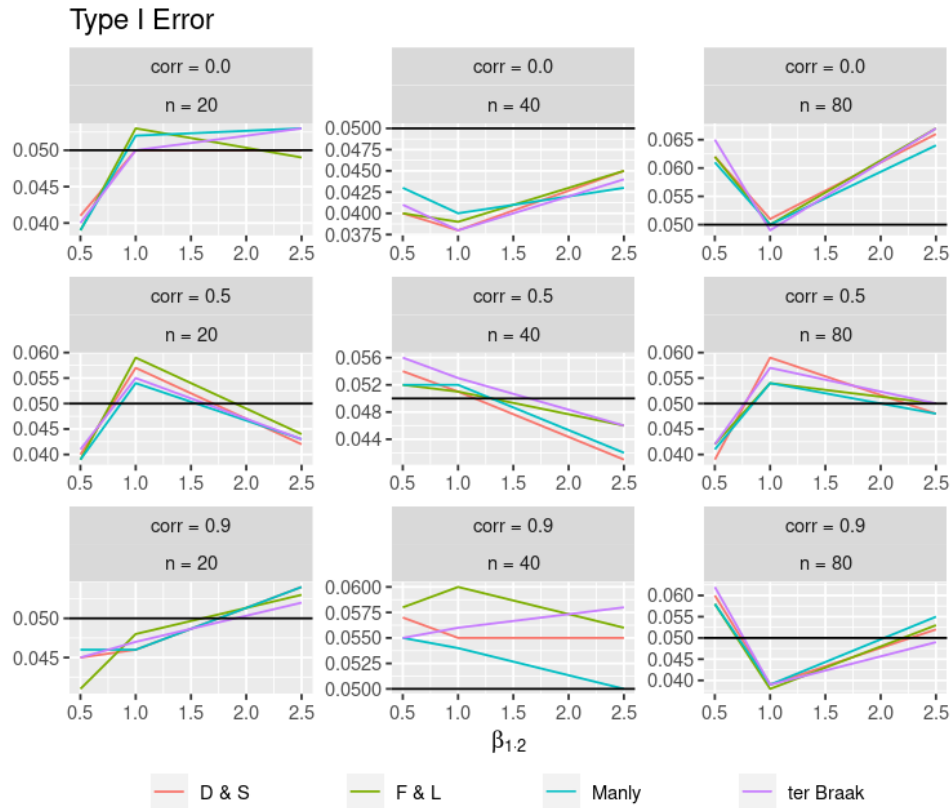 Type I Error
corr = 0.0
n = 20
0.050
0.045
0.040
0.5 1.0 1.5 2.0 2.5
corr = 0.0
n = 40
0.0500
0.0475
0.0450
0.0425
0.0400
0.0375
0.5 1.0 1.5 2.0 2.5
corr = 0.0
n = 80
0.065
0.060
0.055
0.050
0.5 1.0 1.5 2.0 2.5
corr = 0.5
n = 20
0.060
0.055
0.050
0.045
0.040
0.5 1.0 1.5 2.0 2.5
corr = 0.5
n = 40
0.056
0.052
0.048
0.044
0.5 1.0 1.5 2.0 2.5
corr = 0.5
n = 80
0.060
0.055
0.050
0.045
0.040
0.5 1.0 1.5 2.0 2.5
corr = 0.9
n = 20
0.050
0.045
0.5 1.0 1.5 2.0 2.5
corr = 0.9
n = 40
0.0600
0.0575
0.0550
0.0525
0.0500
0.5 1.0 1.5 2.0 2.5
corr = 0.9
n = 80
0.060
0.055
0.050
0.045
0.040
0.5 1.0 1.5 2.0 2.5
β1·2
D & S F & L Manly ter Braak